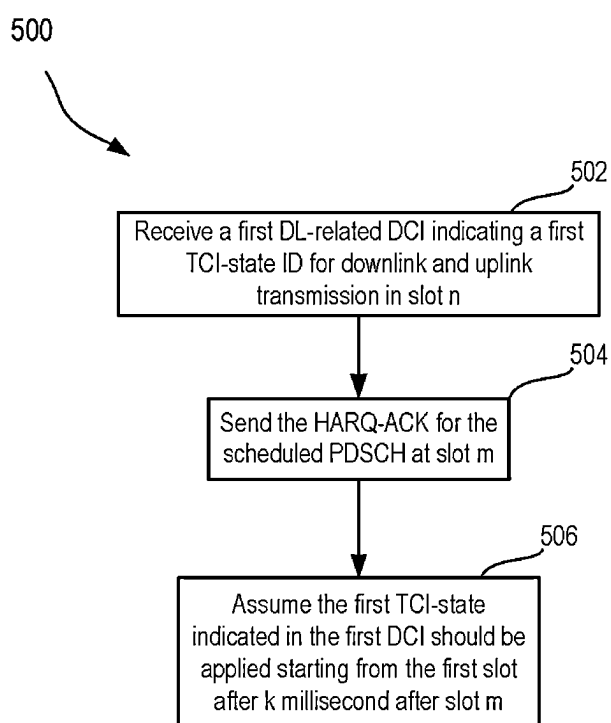 500
502
Receive a first DL-related DCI indicating a first
TCI-state ID for downlink and uplink
transmission in slot n
504
Send the HARQ-ACK for the
scheduled PDSCH at slot m
506
Assume the first TCI-state
indicated in the first DCI should be
applied starting from the first slot
after k millisecond after slot m